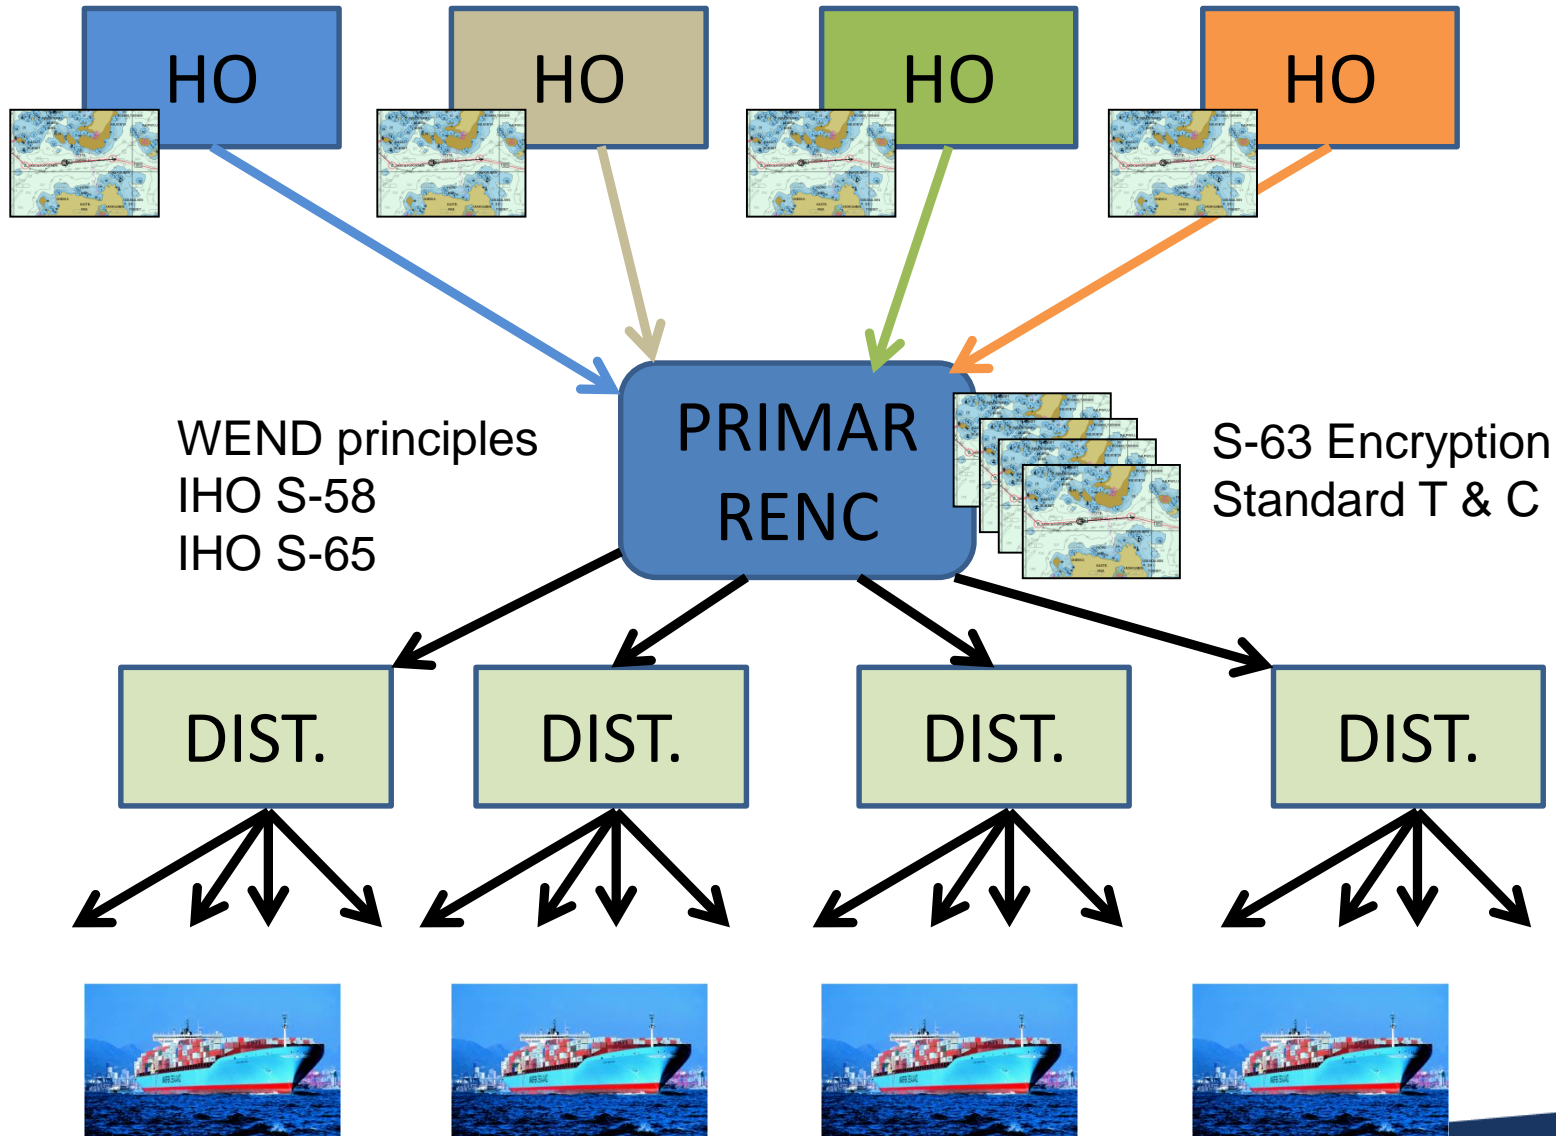 HO
HO
HO
HO
WEND principles
IHO S-58
IHO S-65
PRIMAR
RENC
S-63 Encryption
Standard T & C
DIST.
DIST.
DIST.
DIST.